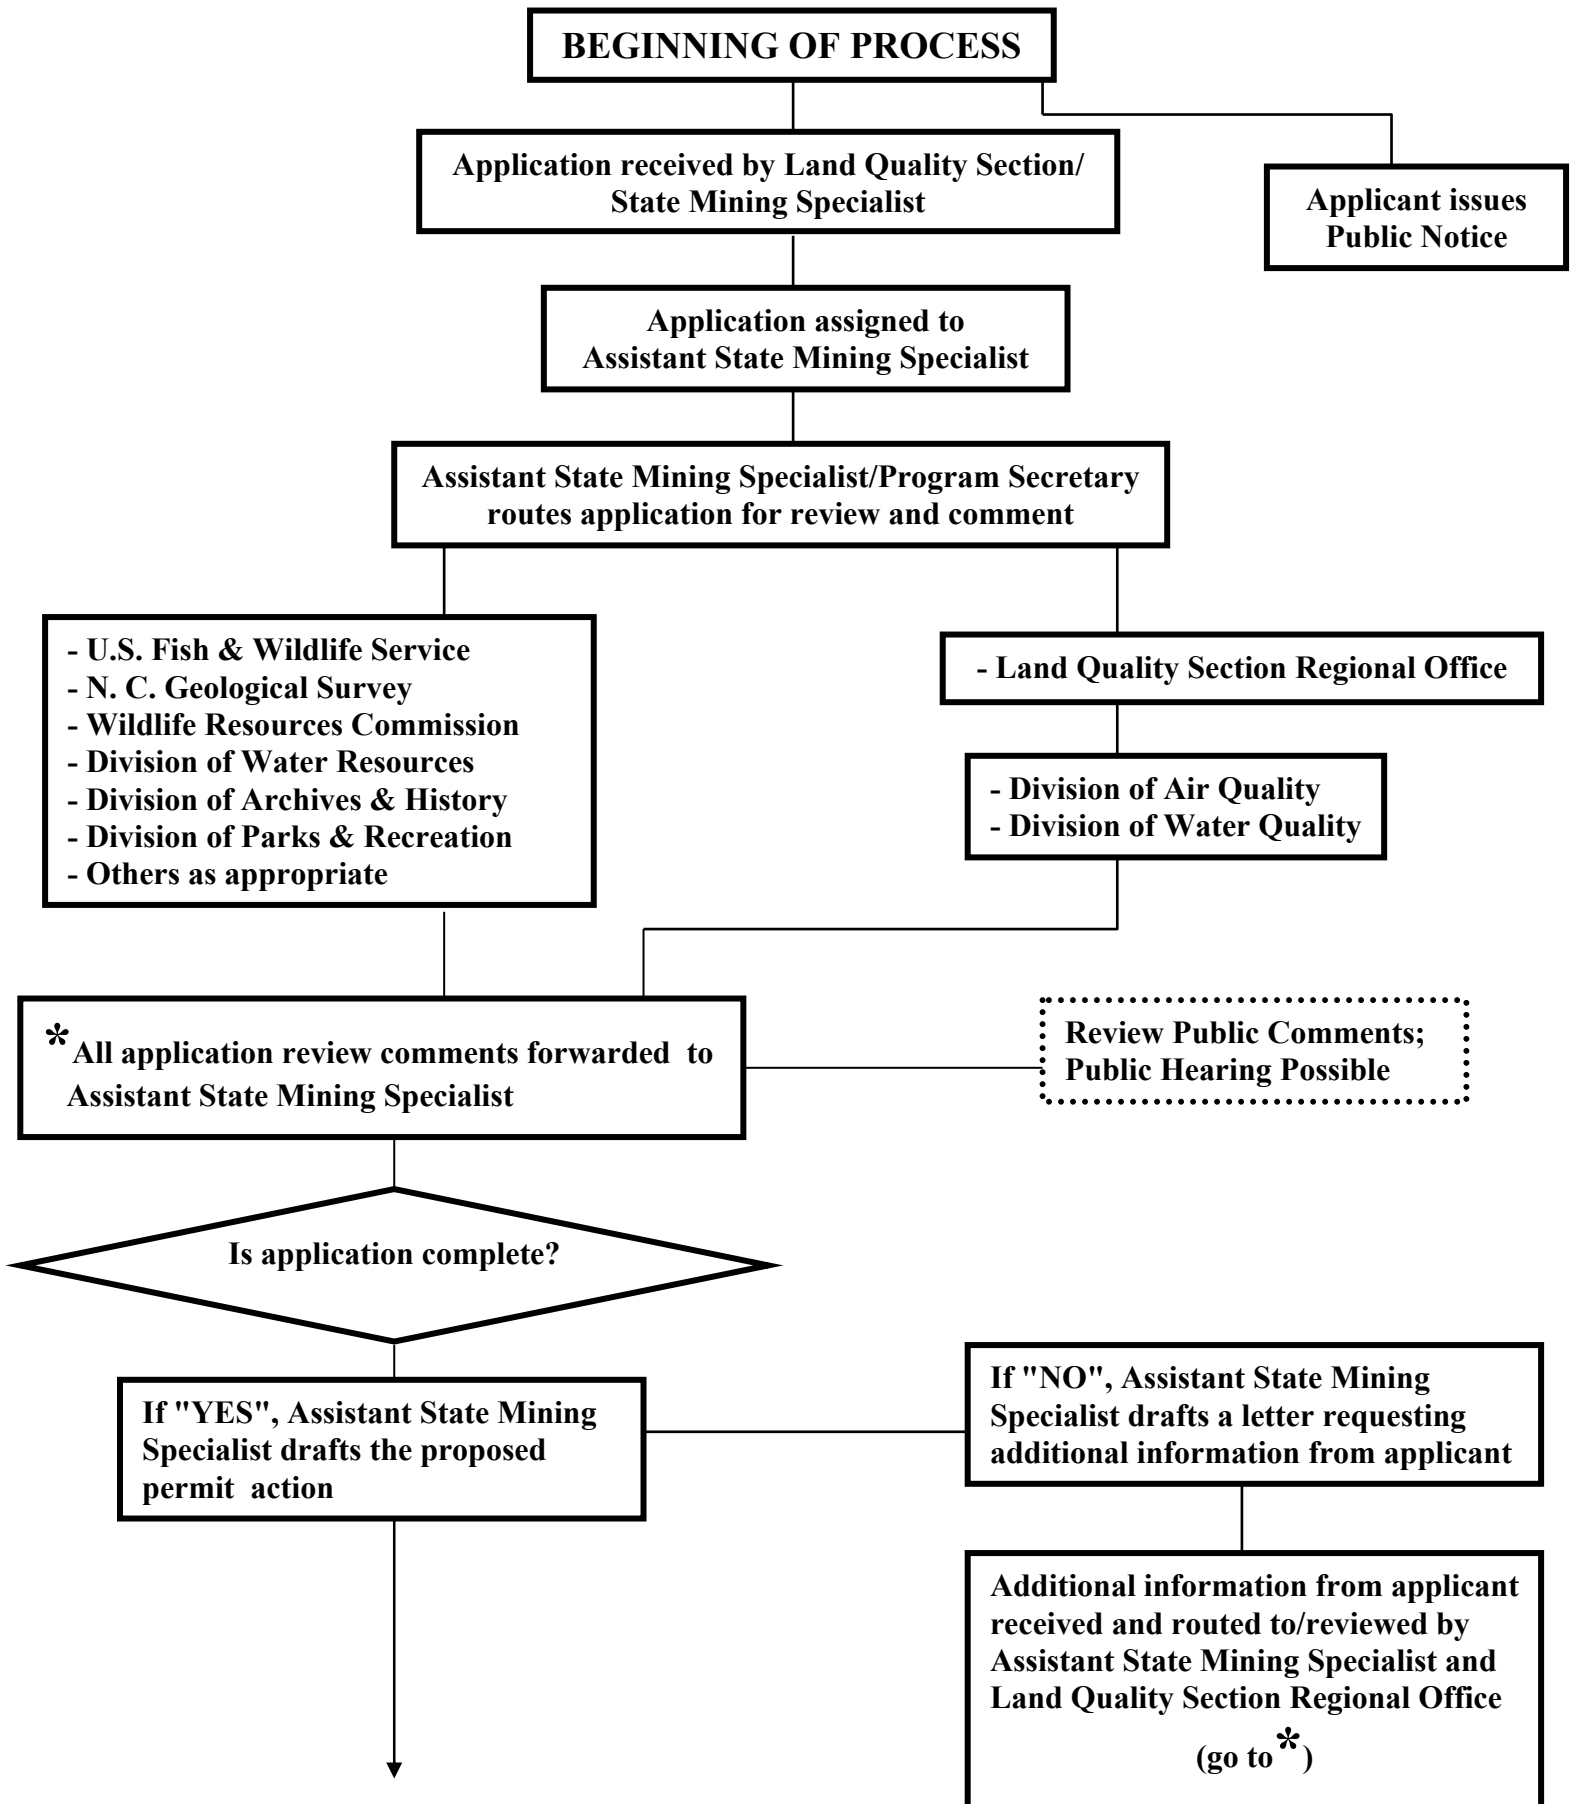 BEGINNING OF PROCESS
Application received by Land Quality Section/
State Mining Specialist
Applicant issues
Public Notice
Application assigned to
Assistant State Mining Specialist
Assistant State Mining Specialist/Program Secretary
routes application for review and comment
- U.S. Fish & Wildlife Service
- N. C. Geological Survey
- Wildlife Resources Commission
- Division of Water Resources
- Division of Archives & History
- Division of Parks & Recreation
- Others as appropriate
- Land Quality Section Regional Office
- Division of Air Quality
- Division of Water Quality
*All application review comments forwarded to
Assistant State Mining Specialist
Review Public Comments;
Public Hearing Possible
Is application complete?
If "YES", Assistant State Mining
Specialist drafts the proposed
permit action
If "NO", Assistant State Mining
Specialist drafts a letter requesting
additional information from applicant
Additional information from applicant
received and routed to/reviewed by
Assistant State Mining Specialist and
Land Quality Section Regional Office
(go to*)